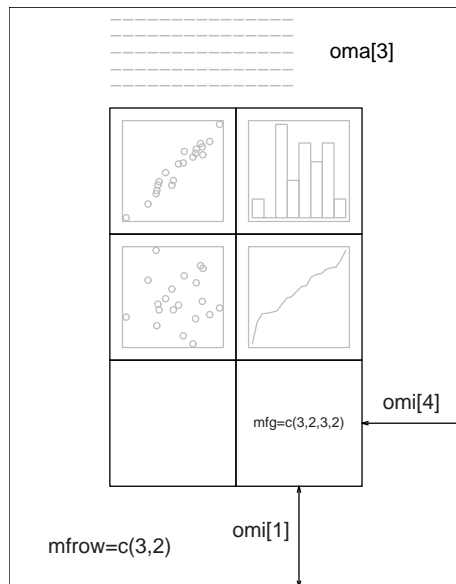 oma[3]
omi[4]
mfg=c(3,2,3,2)
omi[1]
mfrow=c(3,2)